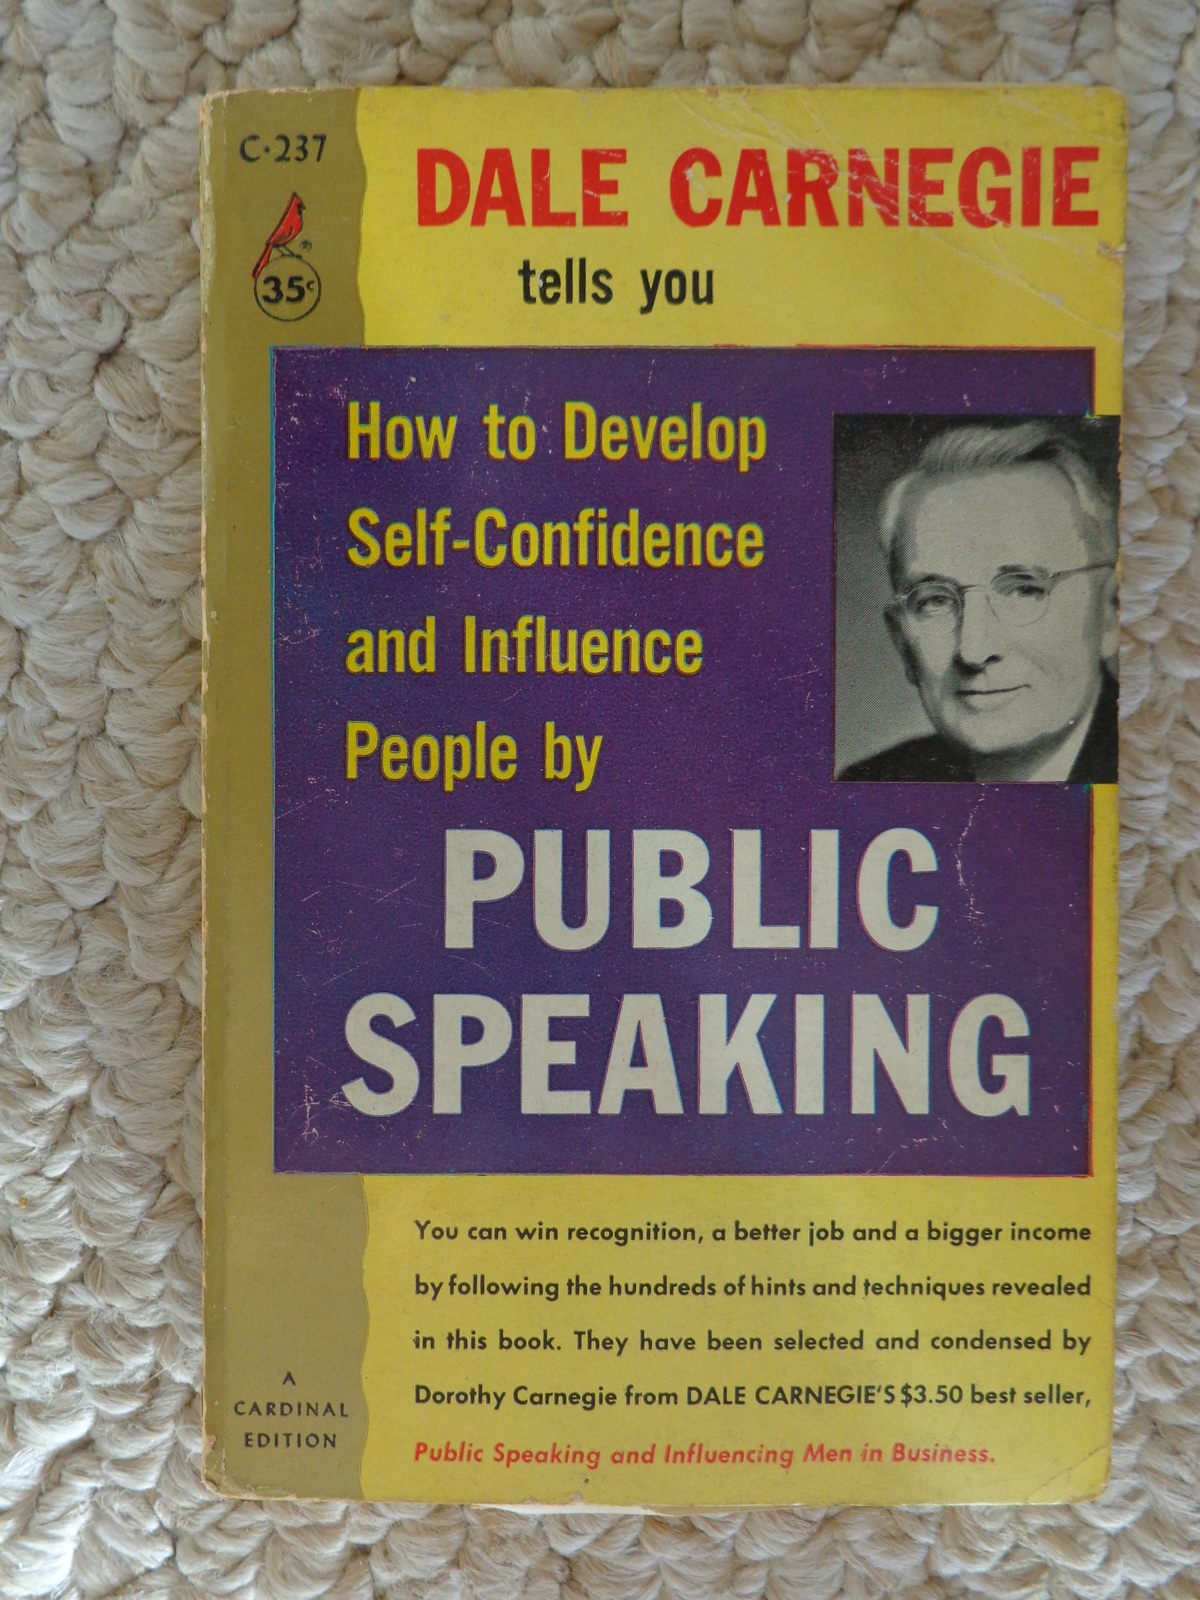 C·237
35c
DALE CARNEGIE
tells you
How to Develop
Self-Confidence
and Influence
People by
PUBLIC
SPEAKING
You can win recognition, a better job and a bigger income
by following the hundreds of hints and techniques revealed
in this book. They have been selected and condensed by
Dorothy Carnegie from DALE CARNEGIE'S $3.50 best seller,
Public Speaking and Influencing Men in Business.
A
CARDINAL
EDITION